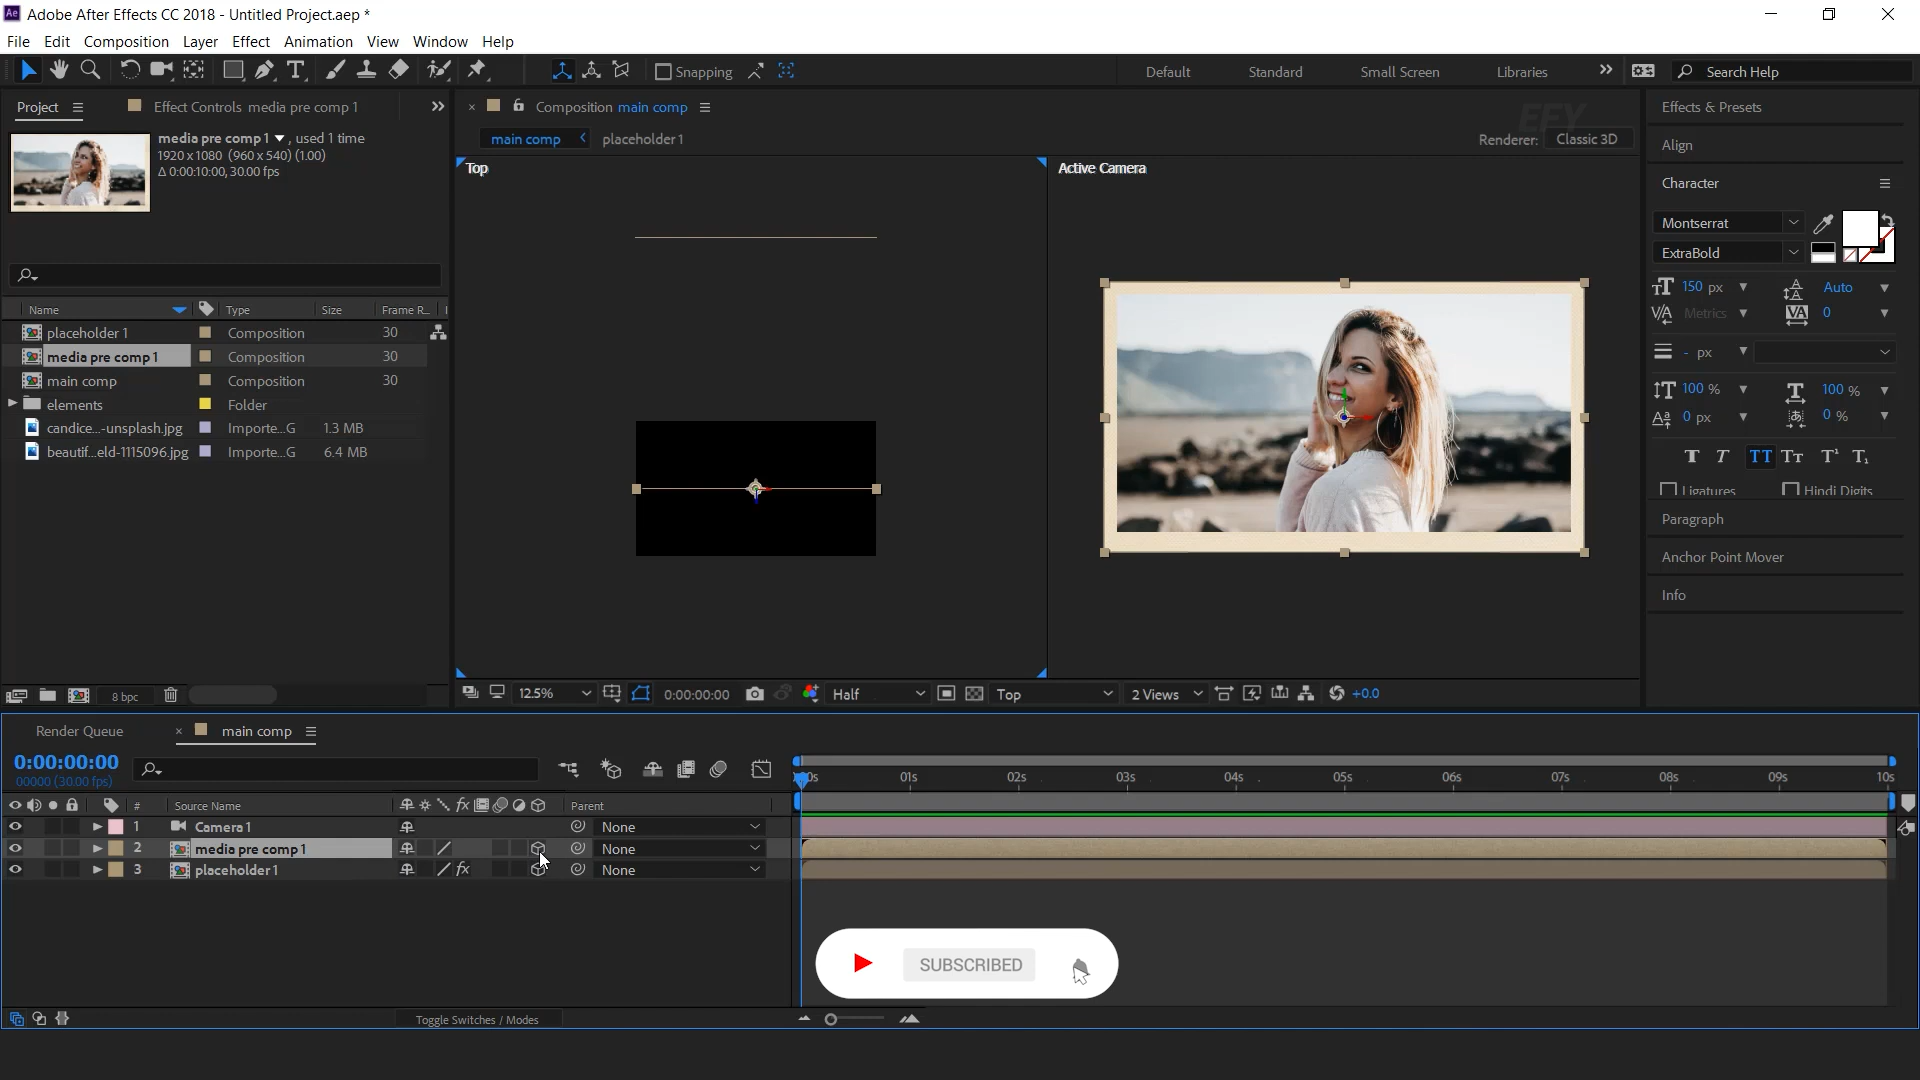 Adobe After Effects CC 2018 - Untitled Project.aep *
File Edit Composition Layer Effect Animation View Window Help
Snapping
Default Standard Small Screen Libraries
Search Help
Project
Effect Controls media pre comp 1
media pre comp 1 , used 1 time
1920 x 1080 (960 x 540) (1.00)
Δ 0:00:10:00, 30.00 fps
Name Type Size Frame R...
placeholder 1 Composition 30
media pre comp 1 Composition 30
main comp Composition 30
elements Folder
candice...-unsplash.jpg Importe...G 1.3 MB
beautif...eld-1115096.jpg Importe...G 6.4 MB
8 bpc
Composition main comp
main comp placeholder 1
EFY
Renderer: Classic 3D
Top
Active Camera
12.5% 0:00:00:00 Half Top 2 Views +0.0
Effects & Presets
Align
Character
Montserrat
ExtraBold
150 px Auto
Metrics 0
- px
100 % 100 %
0 px 0 %
T T TT Tт T¹ T₁
Ligatures Hindi Digits
Paragraph
Anchor Point Mover
Info
Render Queue
main comp
0:00:00:00
00000 (30.00 fps)
# Source Name fx Parent
1 Camera 1 None
2 media pre comp 1 None
3 placeholder 1 fx None
01s 02s 03s 04s 05s 06s 07s 08s 09s 10s
SUBSCRIBED
Toggle Switches / Modes